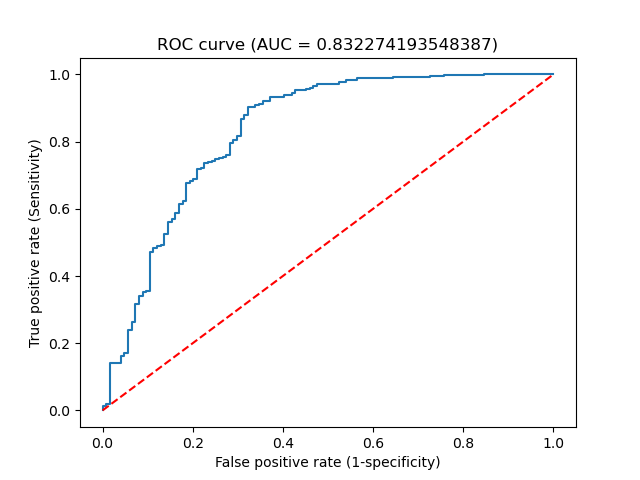 ROC curve (AUC = 0.832274193548387)
True positive rate (Sensitivity)
1.0
0.8
0.6
0.4
0.2
0.0
0.0 0.2 0.4 0.6 0.8 1.0
False positive rate (1-specificity)